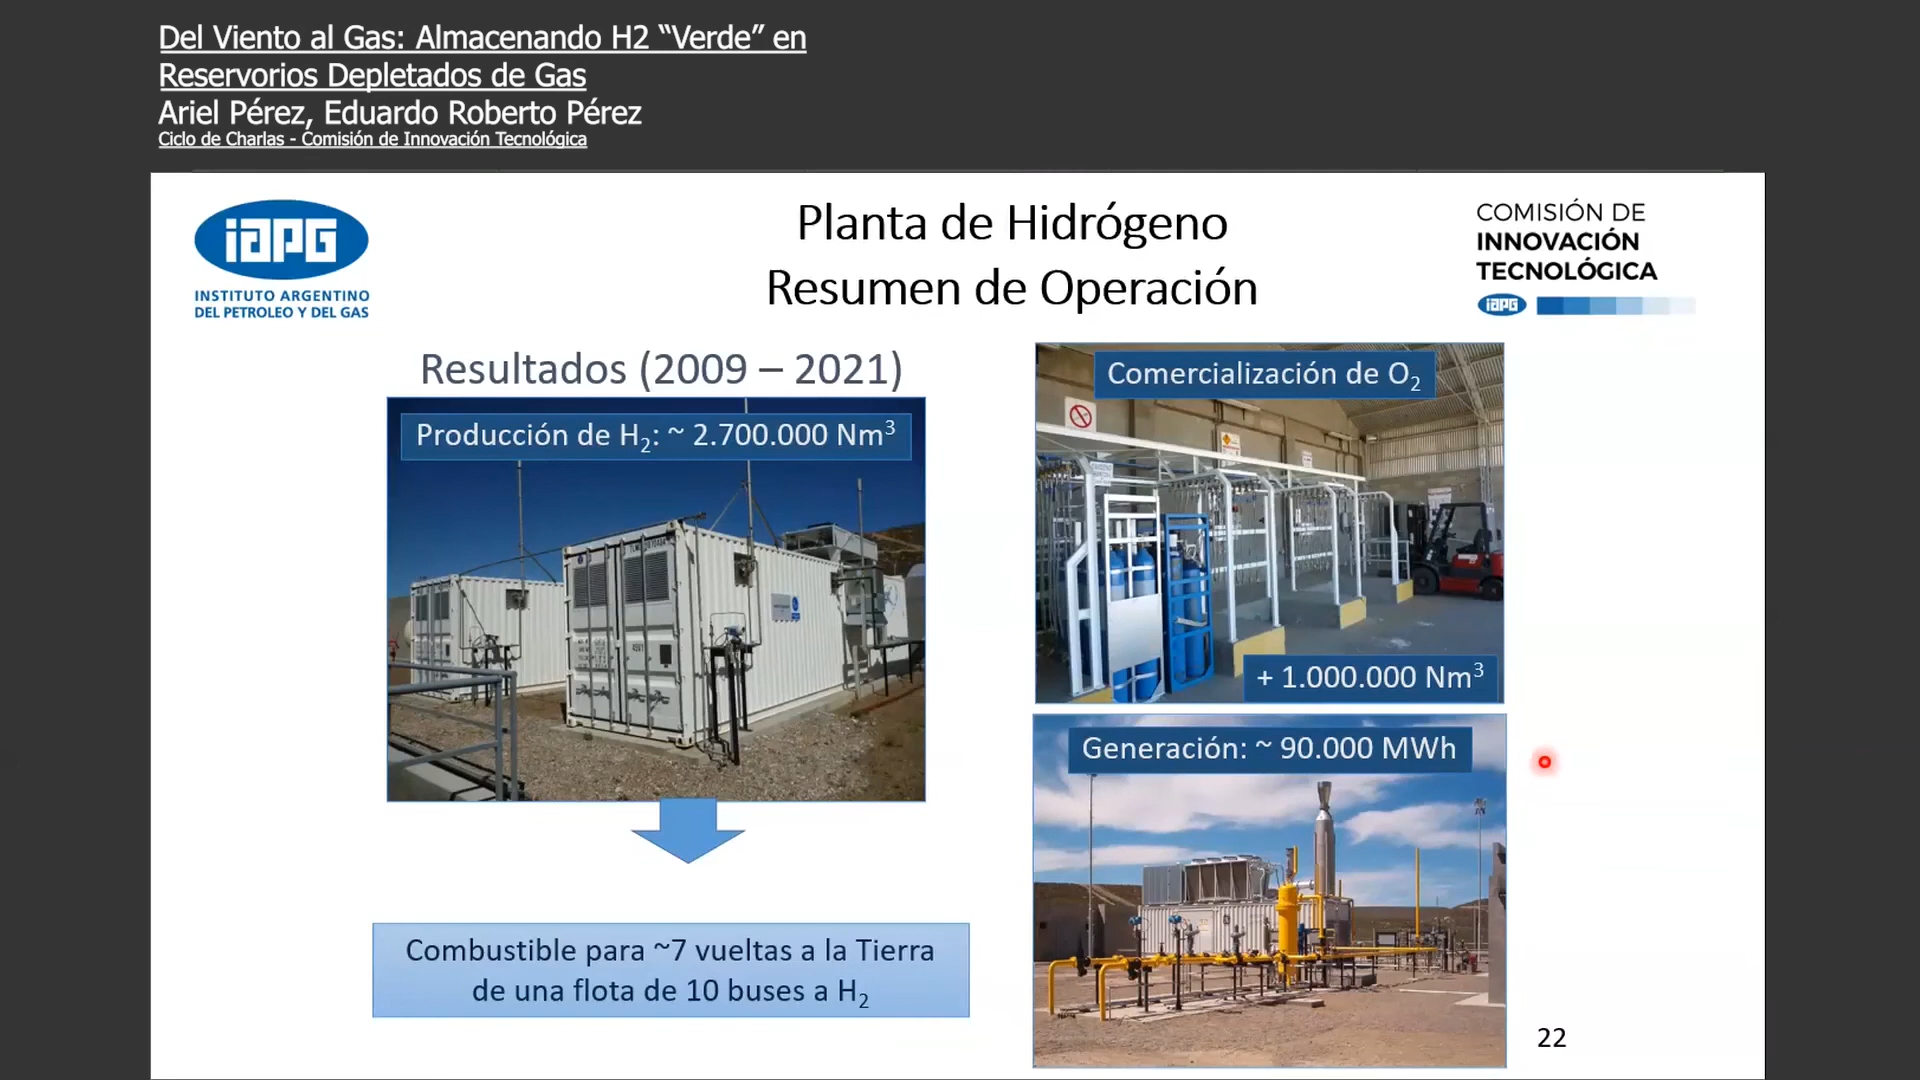 Del Viento al Gas: Almacenando H2 “Verde” en
Reservorios Depletados de Gas
Ariel Pérez, Eduardo Roberto Pérez
Ciclo de Charlas - Comisión de Innovación Tecnológica
iapg
INSTITUTO ARGENTINO
DEL PETROLEO Y DEL GAS
Planta de Hidrógeno
Resumen de Operación
COMISIÓN DE
INNOVACIÓN
TECNOLÓGICA
iapg
Resultados (2009 – 2021)
Producción de H₂: ~ 2.700.000 Nm³
Combustible para ~7 vueltas a la Tierra
de una flota de 10 buses a H₂
Comercialización de O₂
+ 1.000.000 Nm³
Generación: ~ 90.000 MWh
22